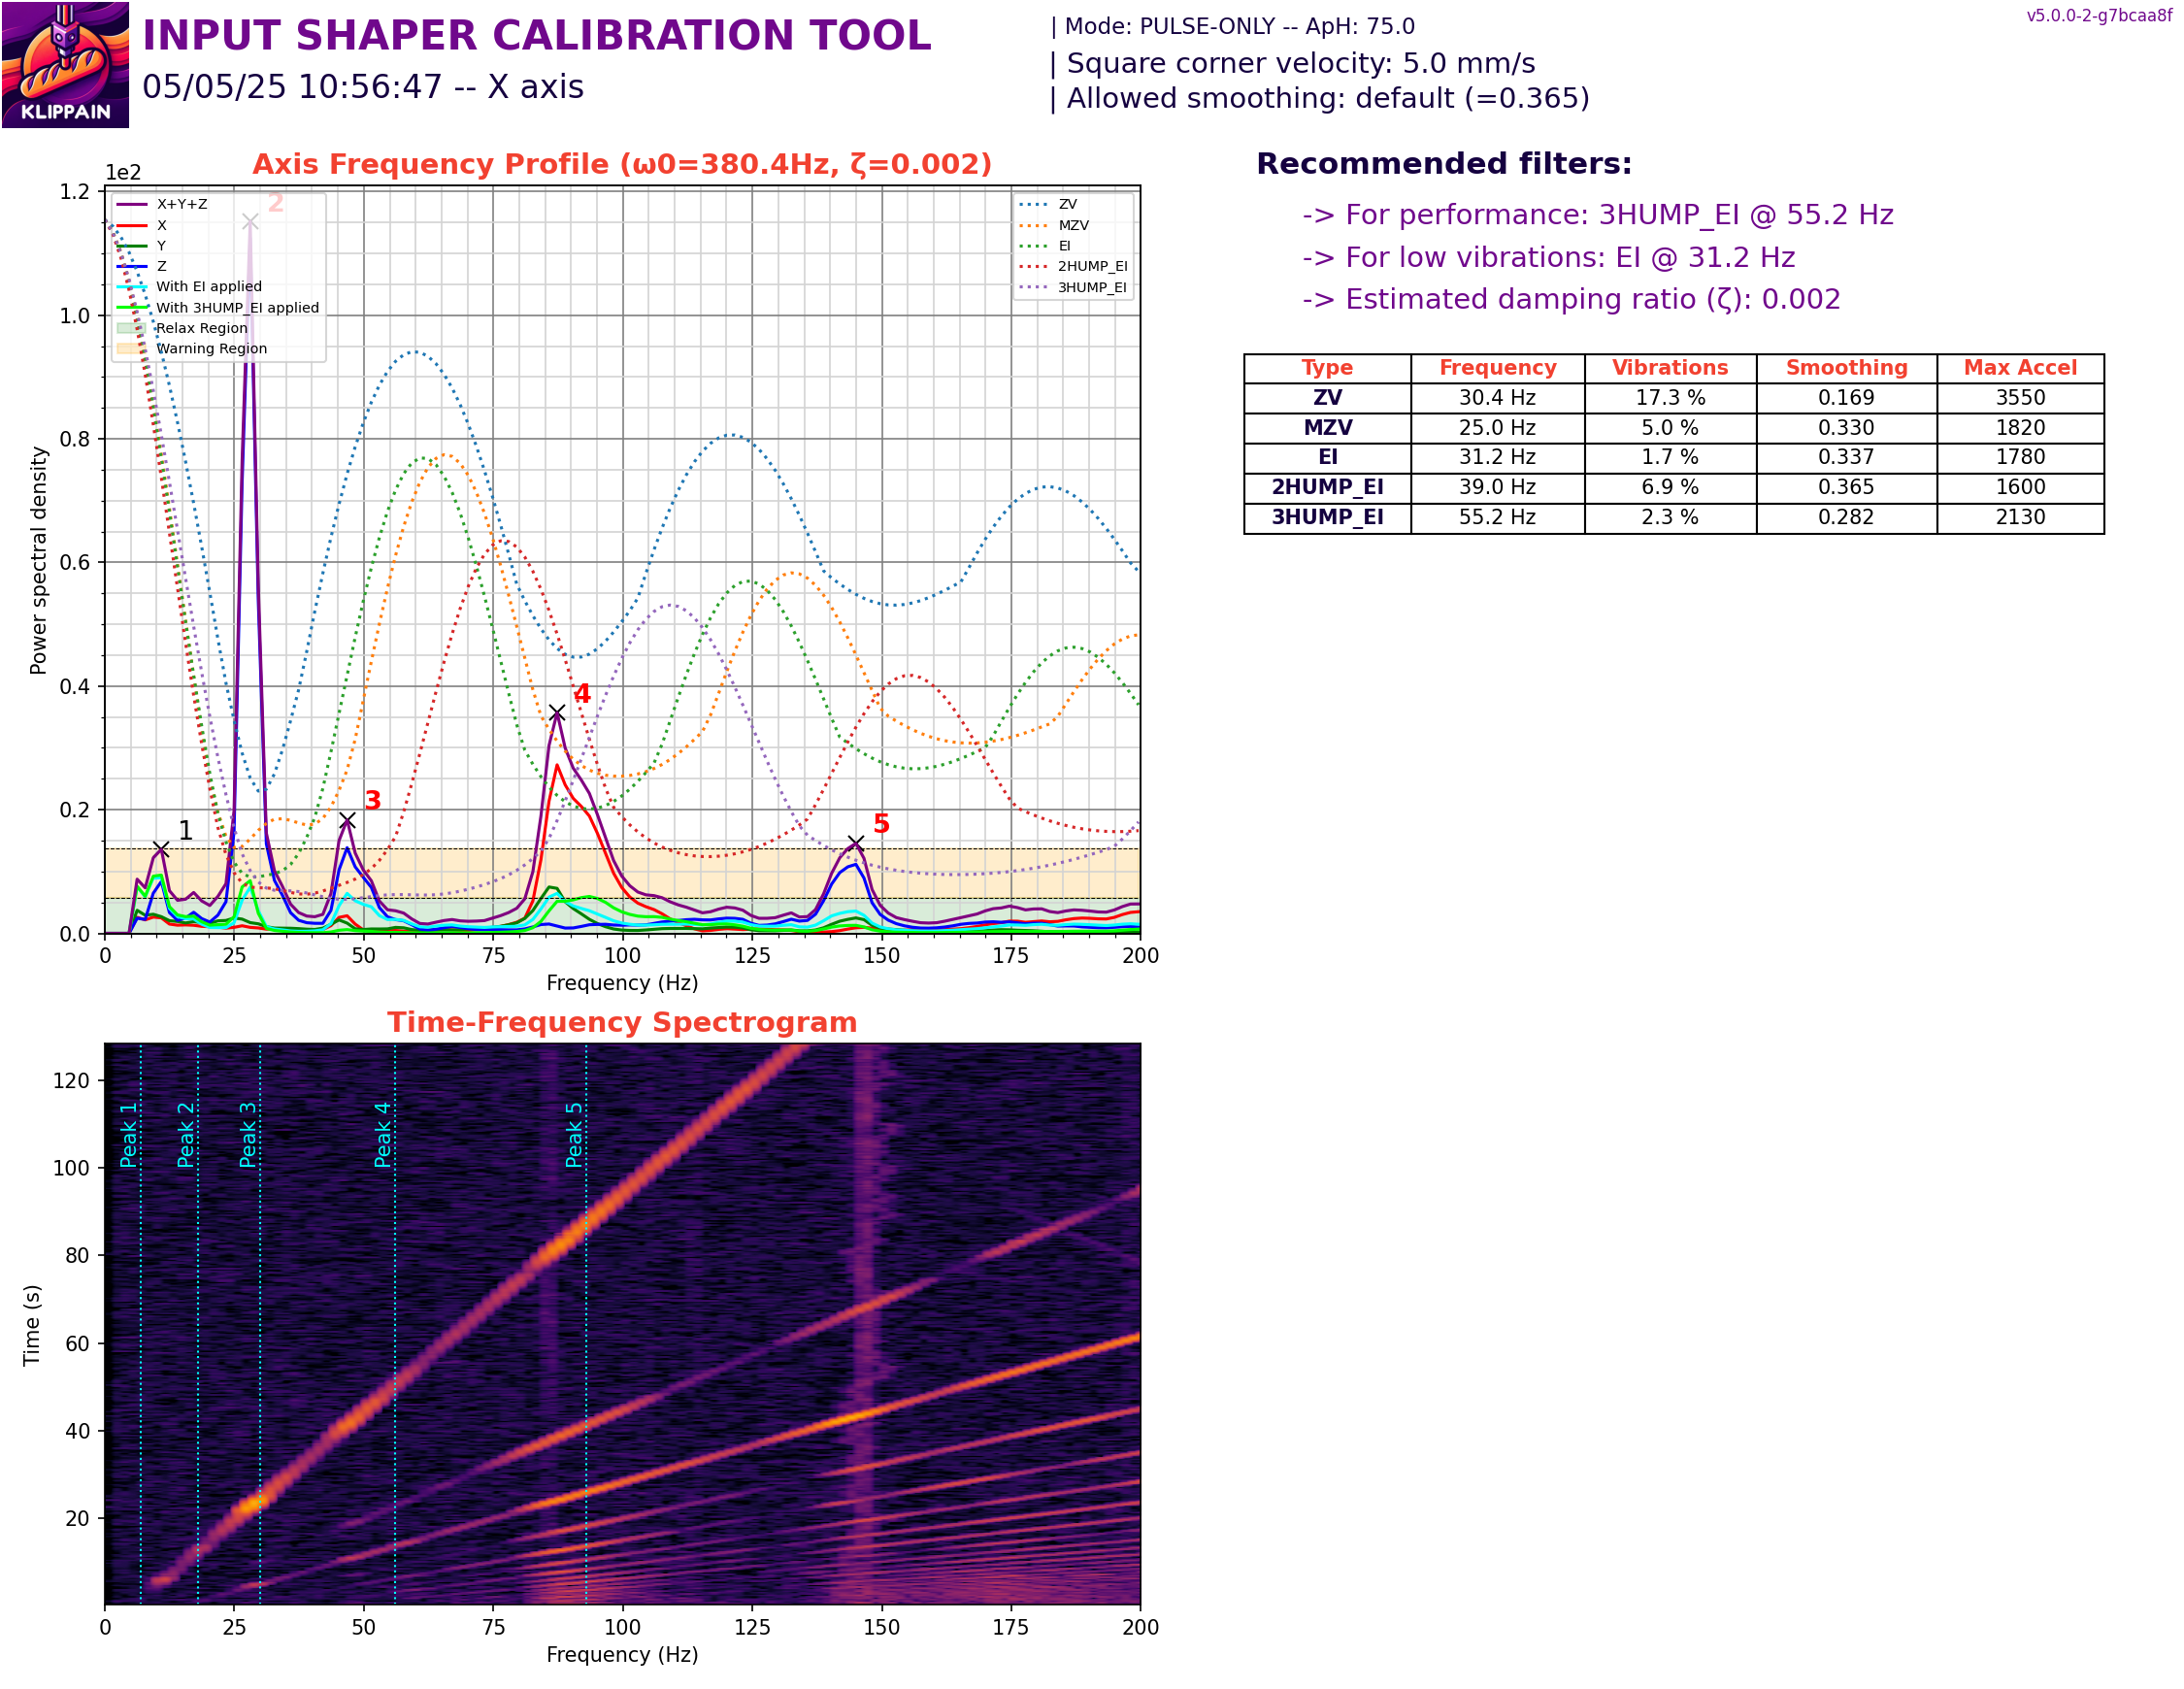 KLIPPAIN
INPUT SHAPER CALIBRATION TOOL
05/05/25 10:56:47 -- X axis
| Mode: PULSE-ONLY -- ApH: 75.0
| Square corner velocity: 5.0 mm/s
| Allowed smoothing: default (=0.365)
v5.0.0-2-g7bcaa8f
Axis Frequency Profile (ω0=380.4Hz, ζ=0.002)
1e2
1.2
1.0
0.8
0.6
0.4
0.2
0.0
Power spectral density
X+Y+Z
X
Y
Z
With EI applied
With 3HUMP_EI applied
Relax Region
Warning Region
ZV
MZV
EI
2HUMP_EI
3HUMP_EI
1
2
3
4
5
0 25 50 75 100 125 150 175 200
Frequency (Hz)
Recommended filters:
-> For performance: 3HUMP_EI @ 55.2 Hz
-> For low vibrations: EI @ 31.2 Hz
-> Estimated damping ratio (ζ): 0.002
Type Frequency Vibrations Smoothing Max Accel
ZV 30.4 Hz 17.3 % 0.169 3550
MZV 25.0 Hz 5.0 % 0.330 1820
EI 31.2 Hz 1.7 % 0.337 1780
2HUMP_EI 39.0 Hz 6.9 % 0.365 1600
3HUMP_EI 55.2 Hz 2.3 % 0.282 2130
Time-Frequency Spectrogram
120
100
80
60
40
20
Time (s)
Peak 1
Peak 2
Peak 3
Peak 4
Peak 5
0 25 50 75 100 125 150 175 200
Frequency (Hz)